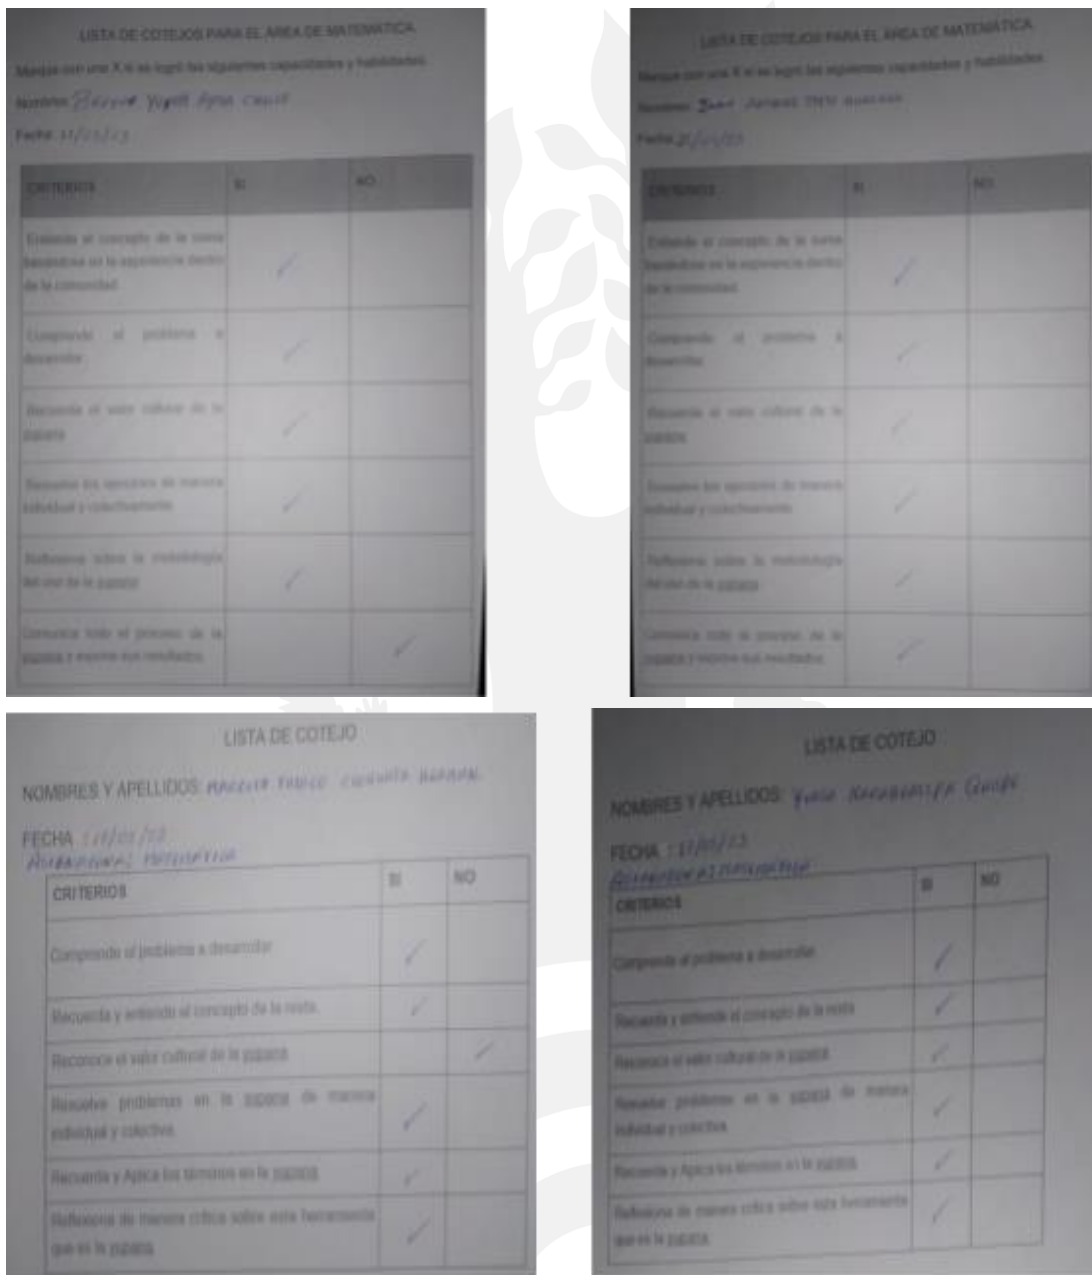 LISTA DE COTEJOS PARA EL AREA DE MATEMATICA
Marque con una X si se logró las siguientes capacidades y habilidades.
Nombres:
Fecha:
CRITERIOS SI NO
Entiende el concepto de la suma
basándose en la experiencia dentro
de la comunidad.
Comprende el problema a
desarrollar.
Recuerda el valor cultural de la
yupana
Resuelve los ejercicios de manera
individual y colectivamente.
Reflexiona sobre la metodología
del uso de la yupana
Comunica todo el proceso de la
yupana y expone sus resultados.
LISTA DE COTEJOS PARA EL AREA DE MATEMATICA
Marque con una X si se logró las siguientes capacidades y habilidades.
Nombres:
Fecha:
CRITERIOS SI NO
Entiende el concepto de la suma
basándose en la experiencia dentro
de la comunidad.
Comprende el problema a
desarrollar.
Recuerda el valor cultural de la
yupana
Resuelve los ejercicios de manera
individual y colectivamente.
Reflexiona sobre la metodología
del uso de la yupana
Comunica todo el proceso de la
yupana y expone sus resultados.
LISTA DE COTEJO
NOMBRES Y APELLIDOS:
FECHA :
CRITERIOS SI NO
Comprende el problema a desarrollar.
Recuerda y entiende el concepto de la resta.
Reconoce el valor cultural de la yupana
Resuelve problemas en la yupana de manera
individual y colectiva.
Recuerda y Aplica los términos en la yupana.
Reflexiona de manera crítica sobre esta herramienta
que es la yupana.
LISTA DE COTEJO
NOMBRES Y APELLIDOS:
FECHA :
CRITERIOS SI NO
Comprende el problema a desarrollar.
Recuerda y entiende el concepto de la resta
Reconoce el valor cultural de la yupana
Resuelve problemas en la yupana de manera
individual y colectiva.
Recuerda y Aplica los términos en la yupana.
Reflexiona de manera crítica sobre esta herramienta
que es la yupana.